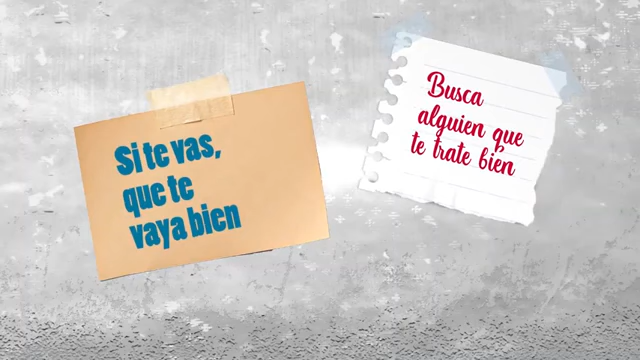 Si te vas,
que te
vaya bien
Busca
alguien que
te trate bien